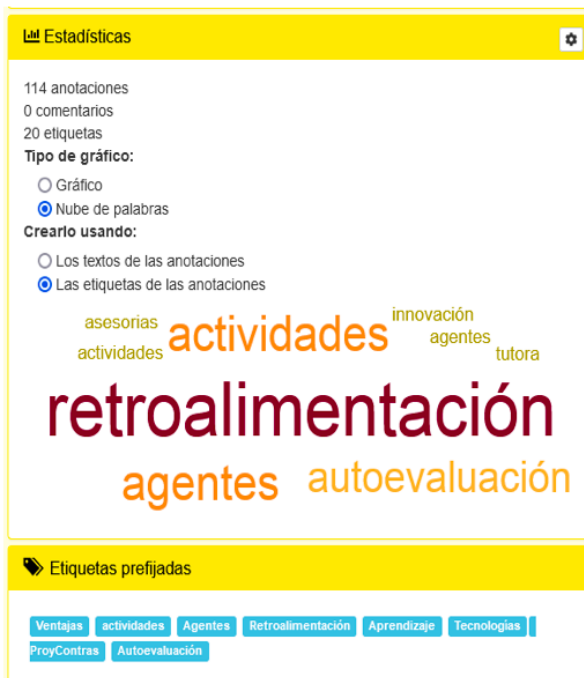 Estadísticas
114 anotaciones
0 comentarios
20 etiquetas
Tipo de gráfico:
Gráfico
Nube de palabras
Crearlo usando:
Los textos de las anotaciones
Las etiquetas de las anotaciones
asesorias actividades innovación
actividades agentes
tutora
retroalimentación
agentes autoevaluación
Etiquetas prefijadas
Ventajas actividades Agentes Retroalimentación Aprendizaje Tecnologías
ProyContras Autoevaluación